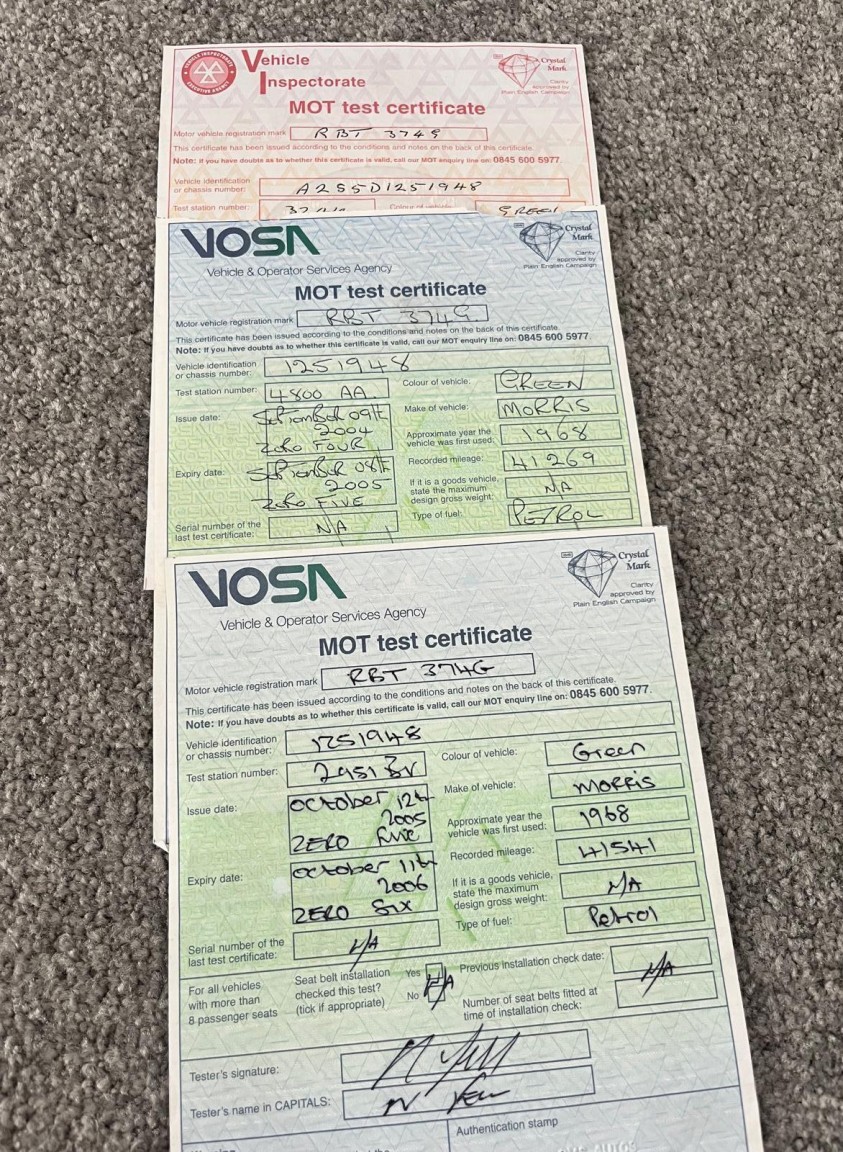 Vehicle
Inspectorate
Crystal
Mark
Clarity
approved by
Plain English Campaign
MOT test certificate
Motor vehicle registration mark RBT 374G
This certificate has been issued according to the conditions and notes on the back of this certificate.
Note: If you have doubts as to whether this certificate is valid, call our MOT enquiry line on: 0845 600 5977.
Vehicle identification
or chassis number: A2S5D1251948
Test station number: Colour of vehicle: GREEN
VOSA
Vehicle & Operator Services Agency
Crystal
Mark
Clarity
approved by
Plain English Campaign
MOT test certificate
Motor vehicle registration mark RBT 374G
This certificate has been issued according to the conditions and notes on the back of this certificate.
Note: If you have doubts as to whether this certificate is valid, call our MOT enquiry line on: 0845 600 5977.
Vehicle identification
or chassis number: 1251948
Test station number: 4800 AA. Colour of vehicle: GREEN
Issue date: September 09th
2004
Zero FOUR
Make of vehicle: MORRIS
Approximate year the
vehicle was first used: 1968
Expiry date: September 08th
2005
Zero FIVE
Recorded mileage: 41269
If it is a goods vehicle,
state the maximum
design gross weight: N/A
Serial number of the
last test certificate: N/A
Type of fuel: PETROL
VOSA
Vehicle & Operator Services Agency
Crystal
Mark
Clarity
approved by
Plain English Campaign
MOT test certificate
Motor vehicle registration mark RBT 374G
This certificate has been issued according to the conditions and notes on the back of this certificate.
Note: If you have doubts as to whether this certificate is valid, call our MOT enquiry line on: 0845 600 5977.
Vehicle identification
or chassis number: 1251948
Test station number: 2951 BV Colour of vehicle: Green
Issue date: October 12th
2005
ZERO Five
Make of vehicle: MORRIS
Approximate year the
vehicle was first used: 1968
Expiry date: October 11th
2006
ZERO Six
Recorded mileage: 41541
If it is a goods vehicle,
state the maximum
design gross weight: N/A
Serial number of the
last test certificate: N/A
Type of fuel: Petrol
For all vehicles
with more than
8 passenger seats
Seat belt installation
checked this test?
(tick if appropriate)
Yes
No
N/A
Previous installation check date: N/A
Number of seat belts fitted at
time of installation check:
Tester's signature:
Tester's name in CAPITALS:
Authentication stamp